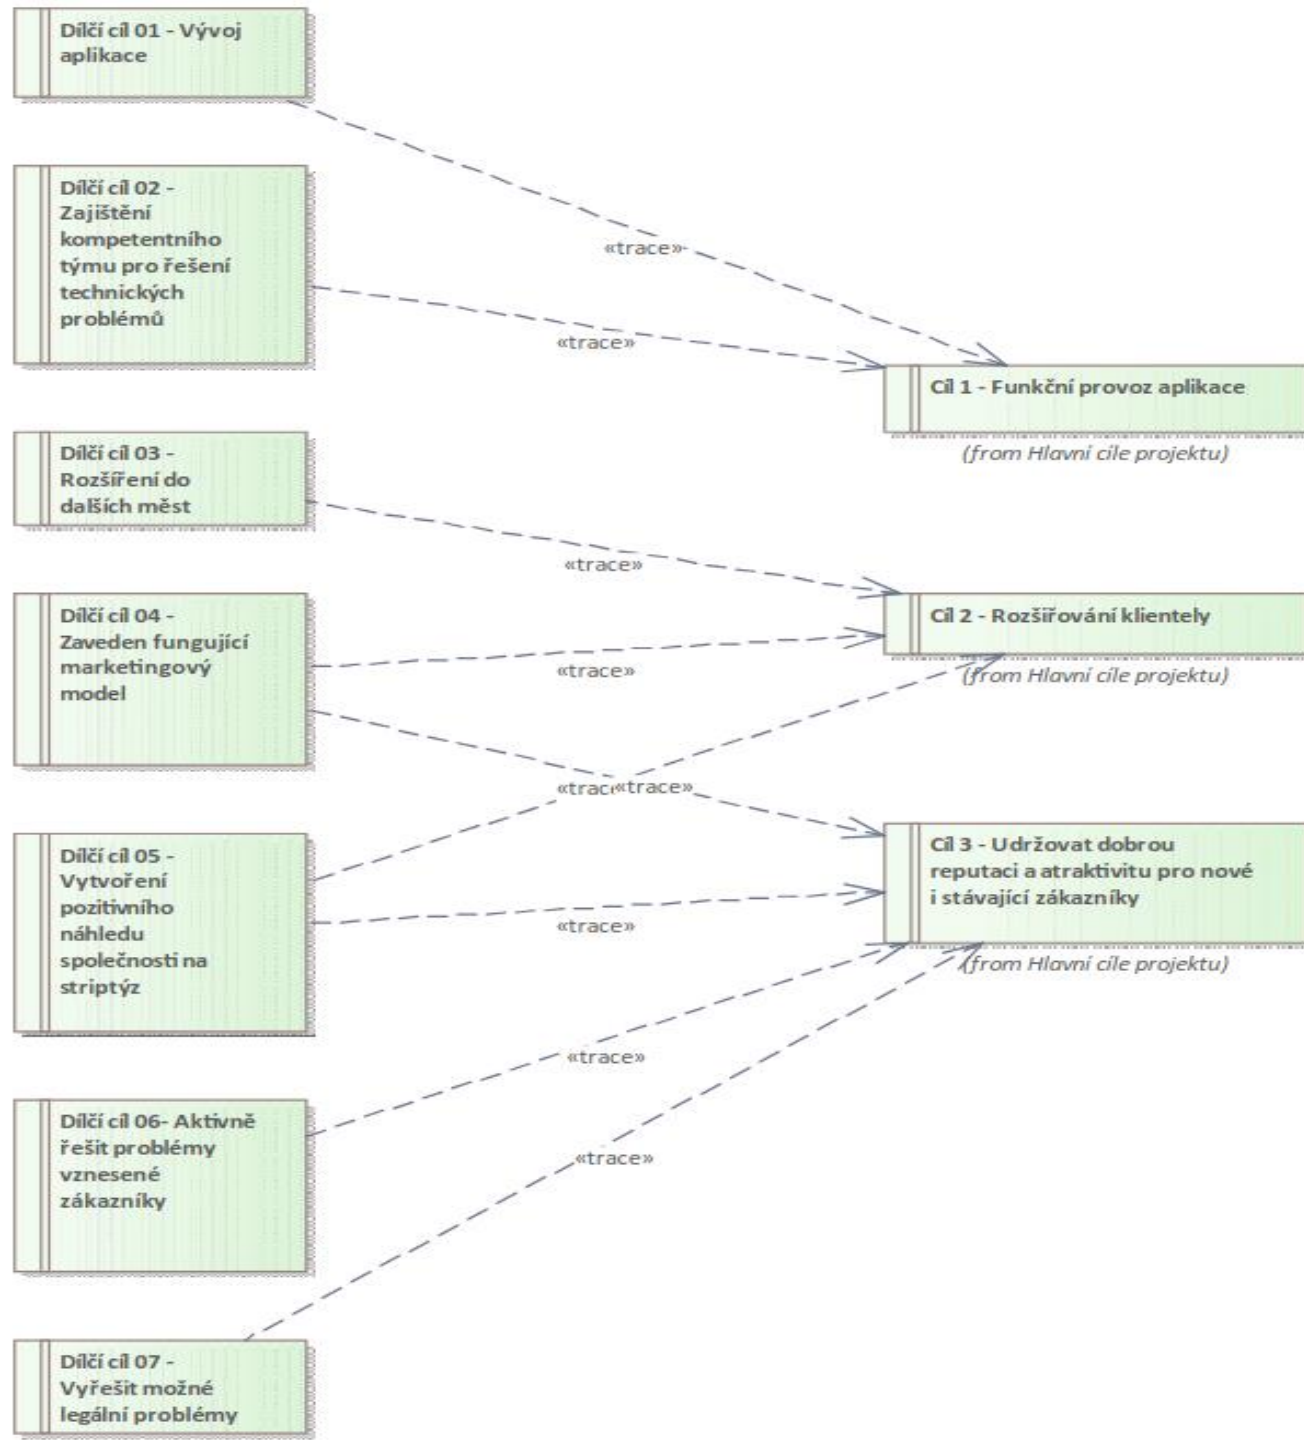 Dílčí cíl 01 - Vývoj
aplikace
Dílčí cíl 02 -
Zajištění
kompetentního
týmu pro řešení
technických
problémů
«trace»
«trace»
Cíl 1 - Funkční provoz aplikace
(from Hlavní cíle projektu)
Dílčí cíl 03 -
Rozšíření do
dalších měst
«trace»
Dílčí cíl 04 -
Zaveden fungující
marketingový
model
«trace»
Cíl 2 - Rozšiřování klientely
(from Hlavní cíle projektu)
«trace
«trace»
Dílčí cíl 05 -
Vytvoření
pozitivního
náhledu
společnosti na
striptýz
«trace»
Cíl 3 - Udržovat dobrou
reputaci a atraktivitu pro nové
i stávající zákazníky
(from Hlavní cíle projektu)
«trace»
Dílčí cíl 06- Aktivně
řešit problémy
vznesené
zákazníky
«trace»
Dílčí cíl 07 -
Vyřešit možné
legální problémy